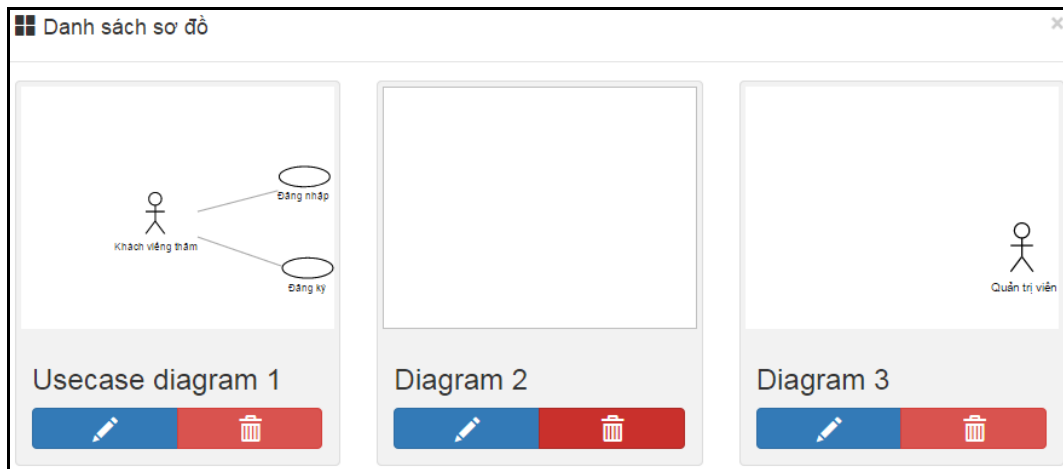 Danh sách sơ đồ
Đăng nhập
Khách viếng thăm
Đăng ký
Quản trị viên
Usecase diagram 1
Diagram 2
Diagram 3